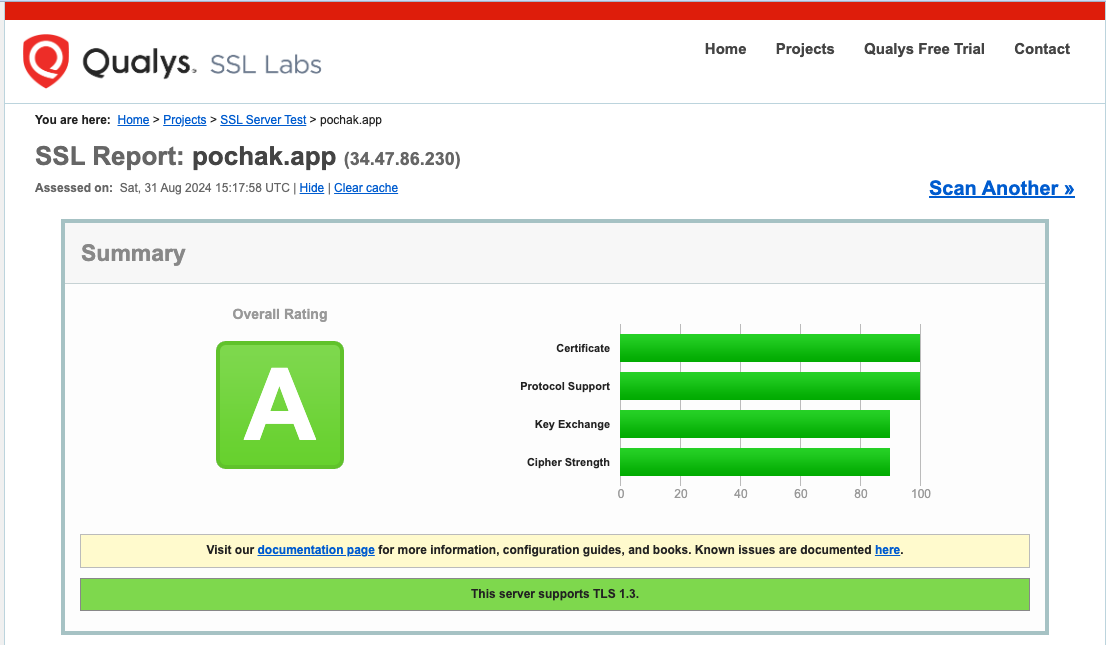 Qualys. SSL Labs
Home Projects Qualys Free Trial Contact
You are here: Home > Projects > SSL Server Test > pochak.app
SSL Report: pochak.app (34.47.86.230)
Assessed on: Sat, 31 Aug 2024 15:17:58 UTC | Hide | Clear cache
Scan Another »
Summary
Overall Rating
A
Certificate
Protocol Support
Key Exchange
Cipher Strength
0 20 40 60 80 100
Visit our documentation page for more information, configuration guides, and books. Known issues are documented here.
This server supports TLS 1.3.